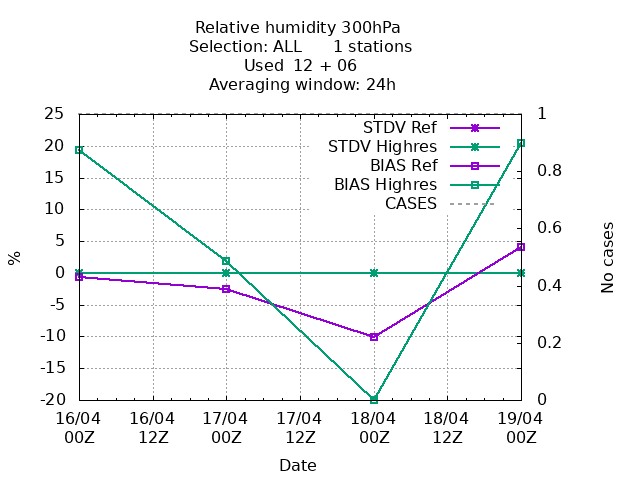 Relative humidity 300hPa
Selection: ALL 1 stations
Used 12 + 06
Averaging window: 24h
25 1
STDV Ref
20 STDV Highres 0.8
BIAS Ref
15 BIAS Highres
10 CASES 0.6
5
% 0 No cases
-5 0.4
-10 0.2
-15
-20 0
16/04 16/04 17/04 17/04 18/04 18/04 19/04
00Z 12Z 00Z 12Z 00Z 12Z 00Z
Date